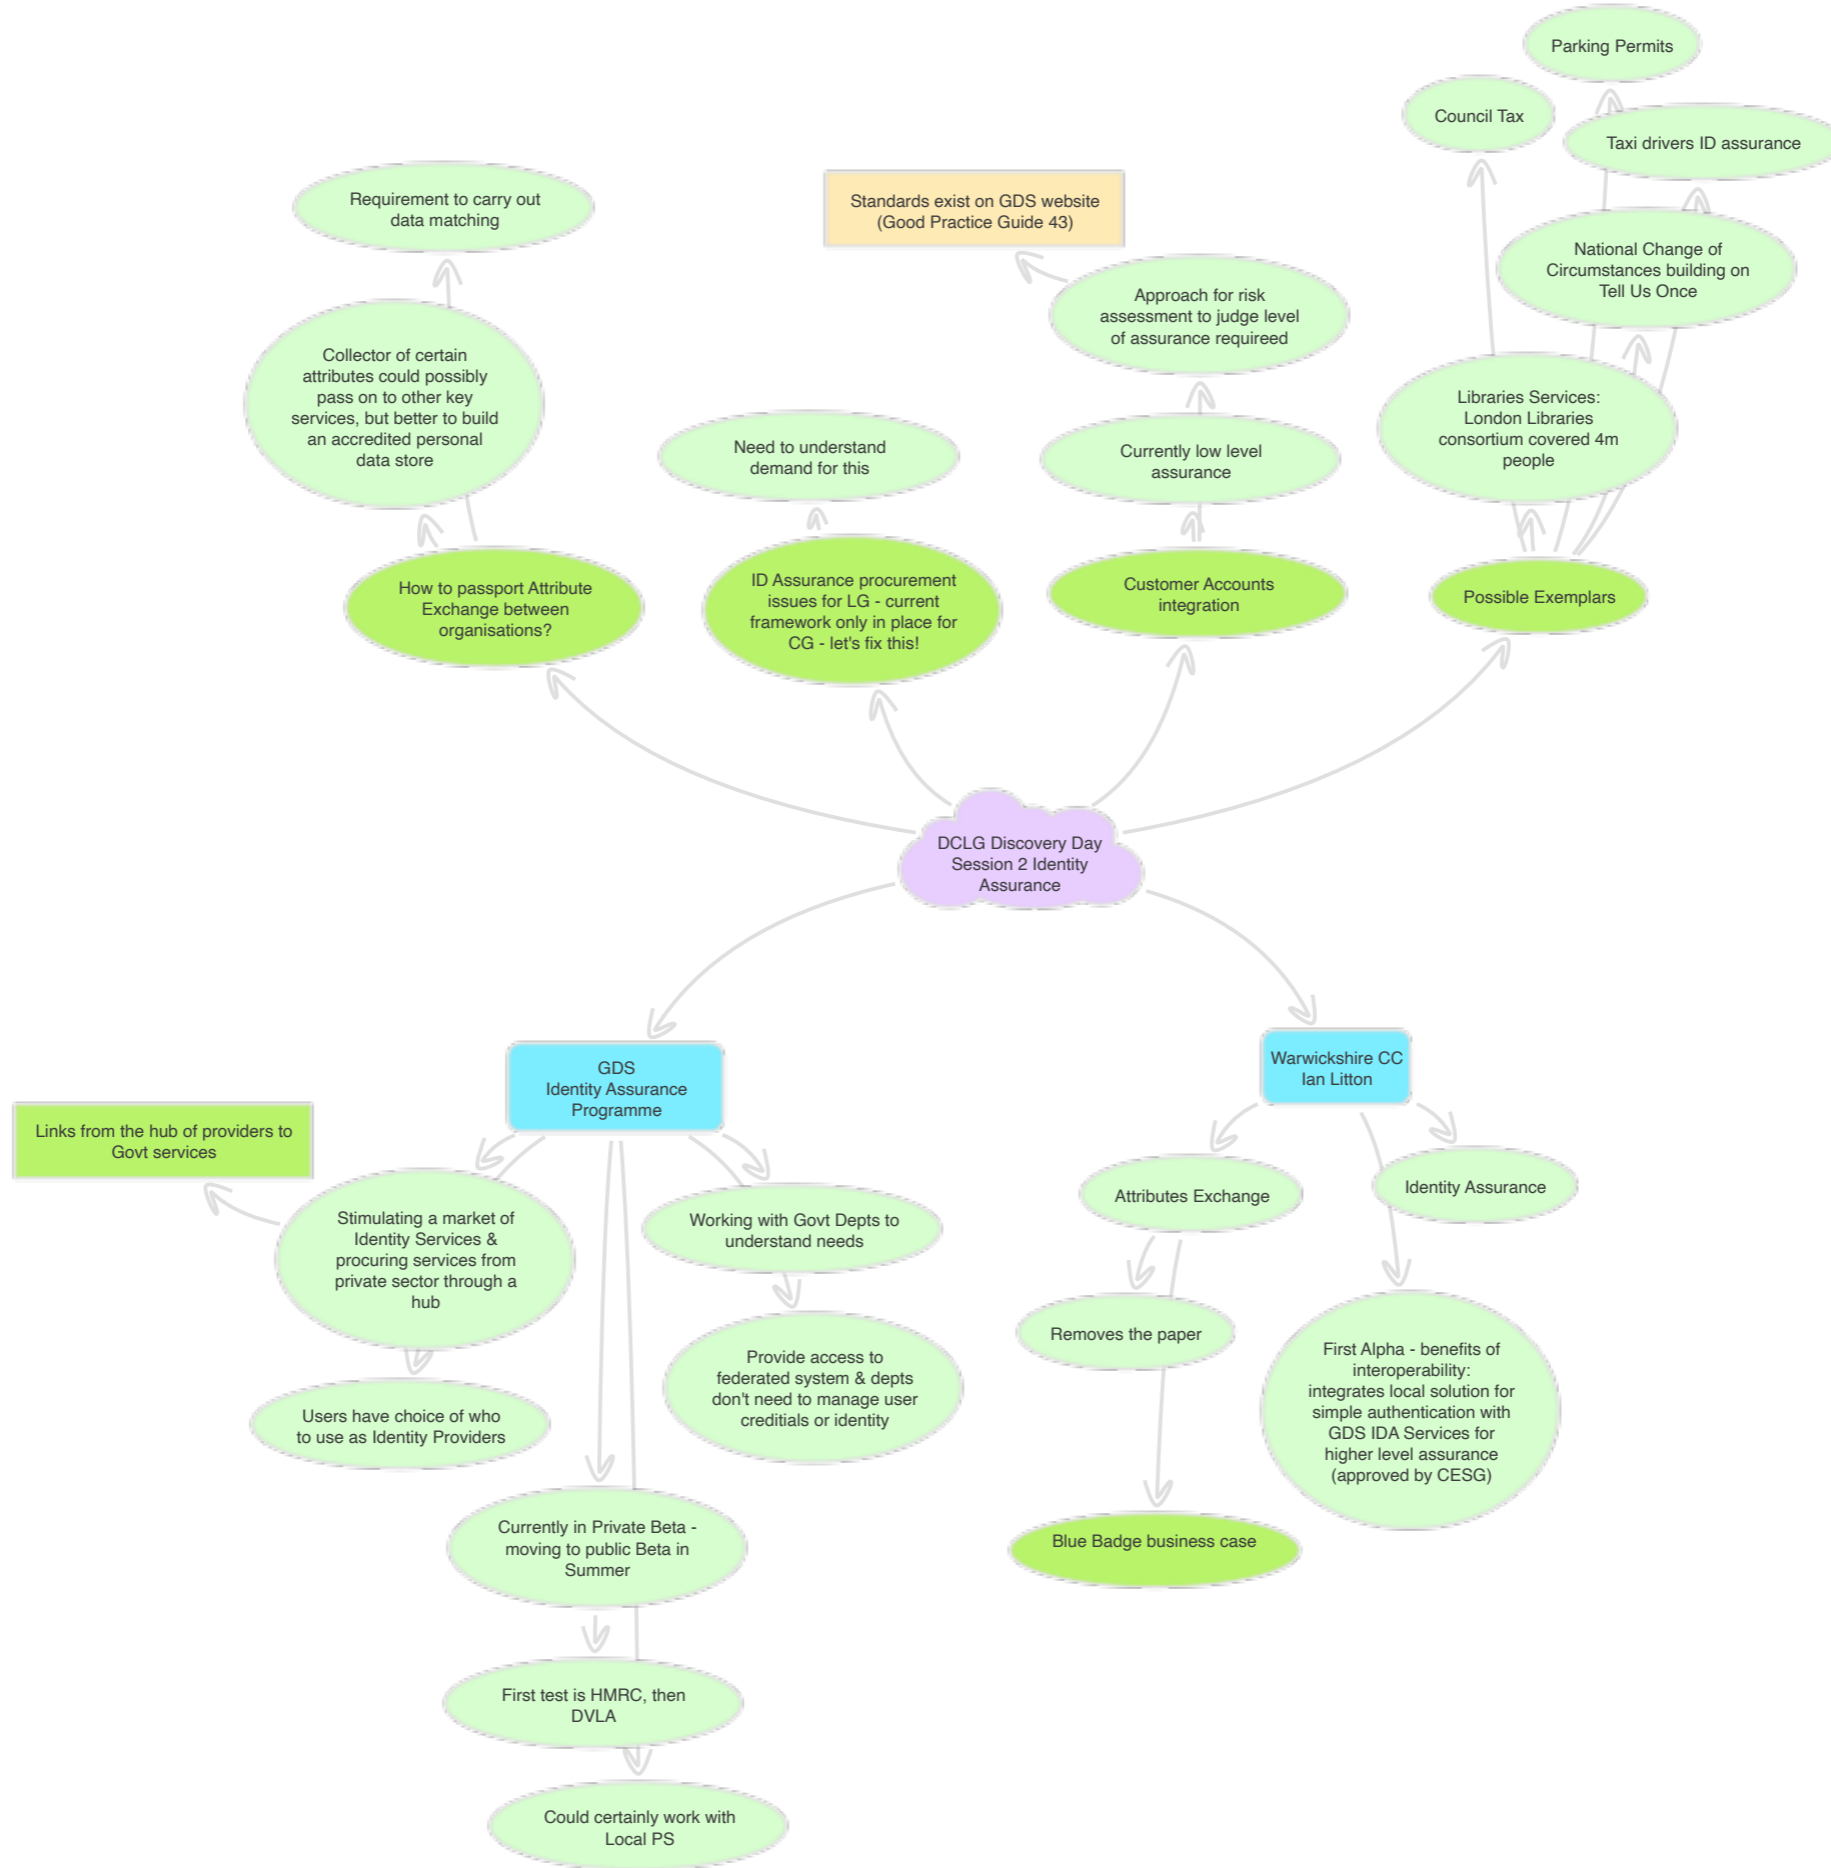 Parking Permits
Council Tax
Taxi drivers ID assurance
Requirement to carry out
data matching
Standards exist on GDS website
(Good Practice Guide 43)
National Change of
Circumstances building on
Tell Us Once
Approach for risk
assessment to judge level
of assurance requireed
Collector of certain
attributes could possibly
pass on to other key
services, but better to build
an accredited personal
data store
Need to understand
demand for this
Currently low level
assurance
Libraries Services:
London Libraries
consortium covered 4m
people
How to passport Attribute
Exchange between
organisations?
ID Assurance procurement
issues for LG - current
framework only in place for
CG - let's fix this!
Customer Accounts
integration
Possible Exemplars
DCLG Discovery Day
Session 2 Identity
Assurance
GDS
Identity Assurance
Programme
Warwickshire CC
Ian Litton
Links from the hub of providers to
Govt services
Stimulating a market of
Identity Services &
procuring services from
private sector through a
hub
Working with Govt Depts to
understand needs
Attributes Exchange
Identity Assurance
Users have choice of who
to use as Identity Providers
Provide access to
federated system & depts
don't need to manage user
creditials or identity
Removes the paper
First Alpha - benefits of
interoperability:
integrates local solution for
simple authentication with
GDS IDA Services for
higher level assurance
(approved by CESG)
Currently in Private Beta -
moving to public Beta in
Summer
Blue Badge business case
First test is HMRC, then
DVLA
Could certainly work with
Local PS